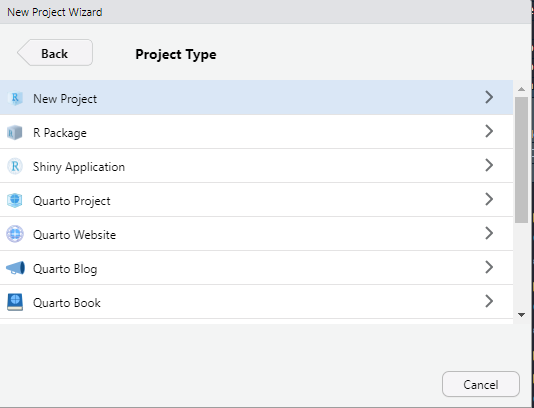 New Project Wizard
Back
Project Type
New Project
R Package
Shiny Application
Quarto Project
Quarto Website
Quarto Blog
Quarto Book
Cancel